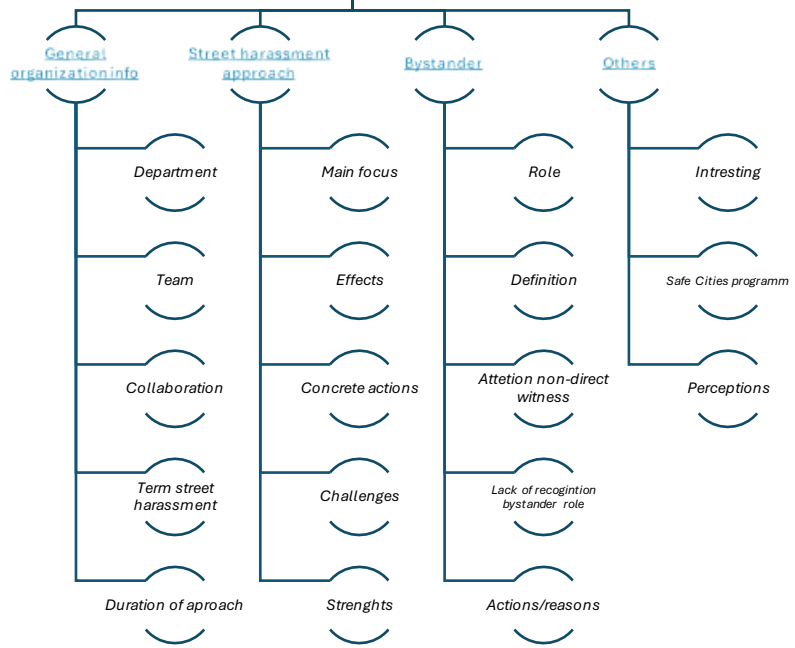 General
organization info
Street harassment
approach
Bystander
Others
Department
Main focus
Role
Intresting
Team
Effects
Definition
Safe Cities programm
Collaboration
Concrete actions
Attetion non-direct
witness
Perceptions
Term street
harassment
Challenges
Lack of recogintion
bystander role
Duration of aproach
Strenghts
Actions/reasons